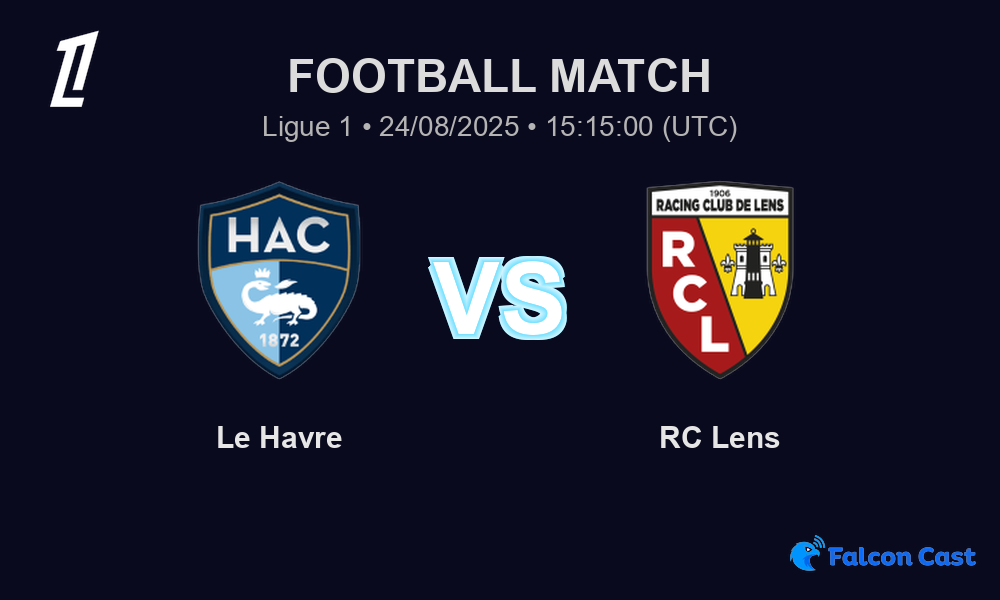 FOOTBALL MATCH
Ligue 1 • 24/08/2025 • 15:15:00 (UTC)
HAC
1872
VS
1906
RACING CLUB DE LENS
R
C
L
Le Havre
RC Lens
Falcon Cast